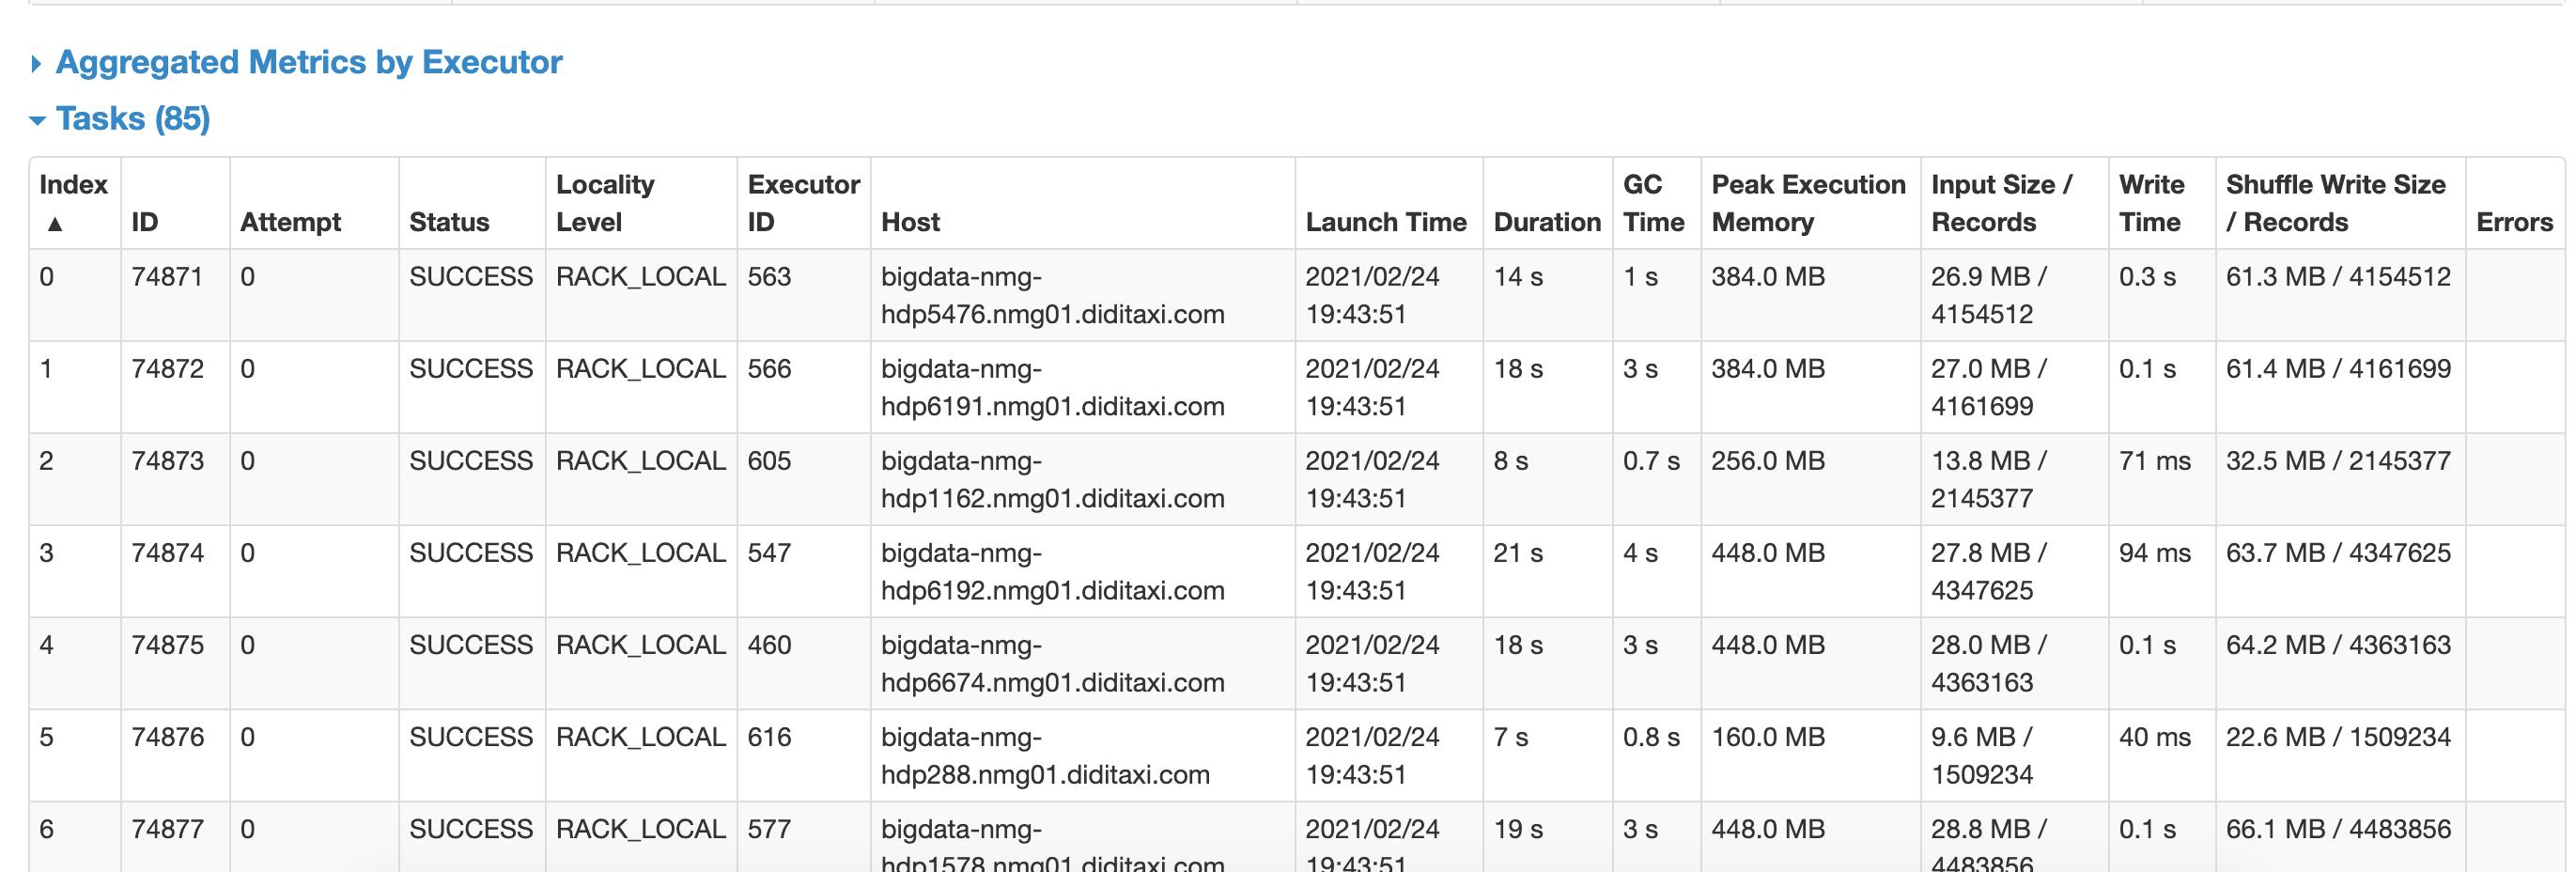 Aggregated Metrics by Executor
Tasks (85)
Index ▲ ID Attempt Status Locality Level Executor ID Host Launch Time Duration GC Time Peak Execution Memory Input Size / Records Write Time Shuffle Write Size / Records Errors
0 74871 0 SUCCESS RACK_LOCAL 563 bigdata-nmg-hdp5476.nmg01.diditaxi.com 2021/02/24 19:43:51 14 s 1 s 384.0 MB 26.9 MB / 4154512 0.3 s 61.3 MB / 4154512
1 74872 0 SUCCESS RACK_LOCAL 566 bigdata-nmg-hdp6191.nmg01.diditaxi.com 2021/02/24 19:43:51 18 s 3 s 384.0 MB 27.0 MB / 4161699 0.1 s 61.4 MB / 4161699
2 74873 0 SUCCESS RACK_LOCAL 605 bigdata-nmg-hdp1162.nmg01.diditaxi.com 2021/02/24 19:43:51 8 s 0.7 s 256.0 MB 13.8 MB / 2145377 71 ms 32.5 MB / 2145377
3 74874 0 SUCCESS RACK_LOCAL 547 bigdata-nmg-hdp6192.nmg01.diditaxi.com 2021/02/24 19:43:51 21 s 4 s 448.0 MB 27.8 MB / 4347625 94 ms 63.7 MB / 4347625
4 74875 0 SUCCESS RACK_LOCAL 460 bigdata-nmg-hdp6674.nmg01.diditaxi.com 2021/02/24 19:43:51 18 s 3 s 448.0 MB 28.0 MB / 4363163 0.1 s 64.2 MB / 4363163
5 74876 0 SUCCESS RACK_LOCAL 616 bigdata-nmg-hdp288.nmg01.diditaxi.com 2021/02/24 19:43:51 7 s 0.8 s 160.0 MB 9.6 MB / 1509234 40 ms 22.6 MB / 1509234
6 74877 0 SUCCESS RACK_LOCAL 577 bigdata-nmg-hdp1578.nmg01.diditaxi.com 2021/02/24 19:43:51 19 s 3 s 448.0 MB 28.8 MB / 4483856 0.1 s 66.1 MB / 4483856